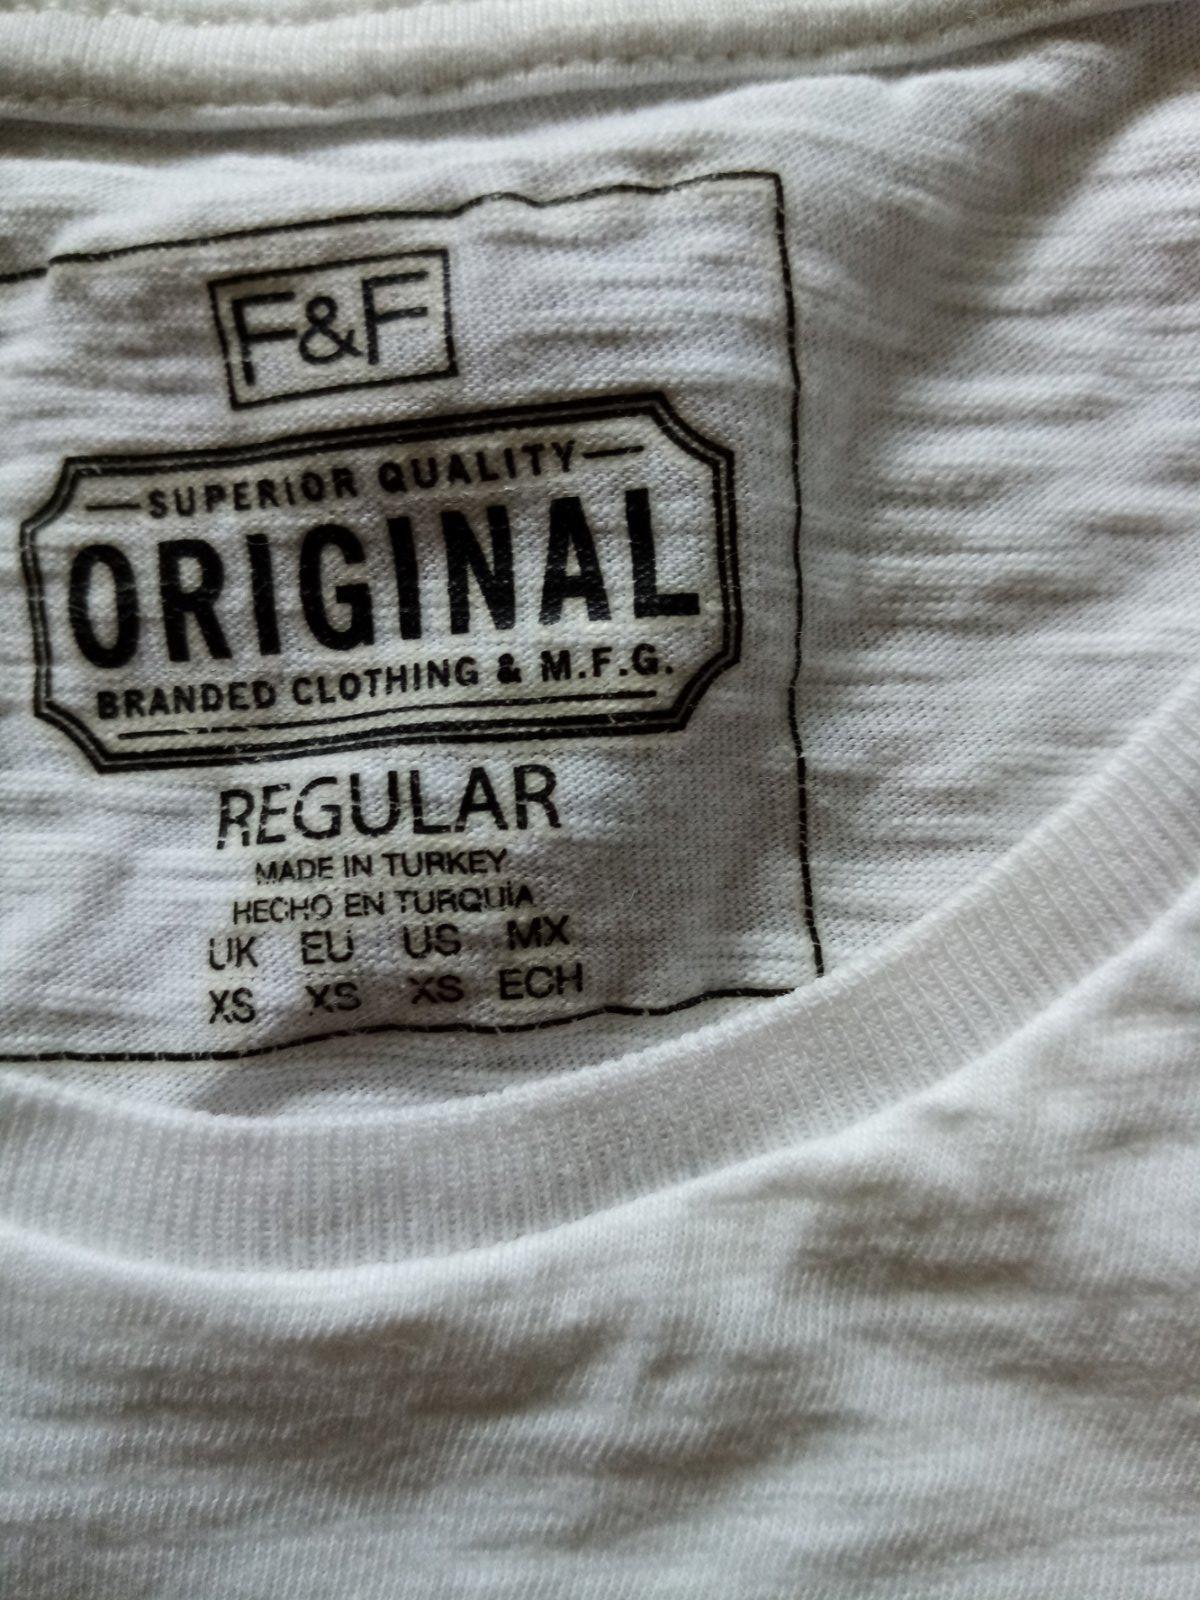 F&F
SUPERIOR QUALITY
ORIGINAL
BRANDED CLOTHING & M.F.G.
REGULAR
MADE IN TURKEY
HECHO EN TURQUÍA
UK EU US MX
XS XS XS ECH